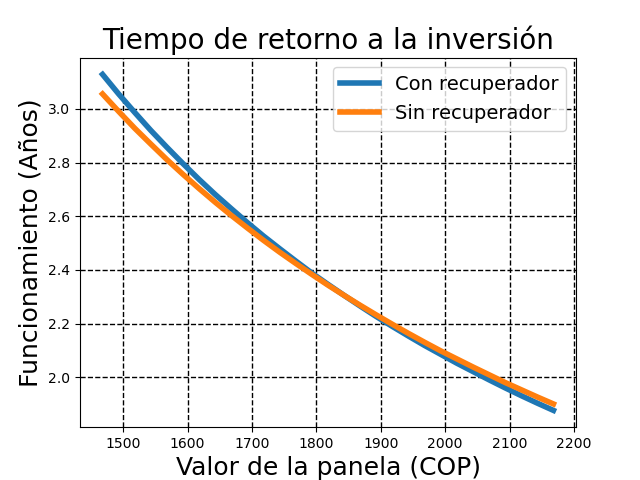 Tiempo de retorno a la inversión
Con recuperador
Sin recuperador
Funcionamiento (Años)
3.0
2.8
2.6
2.4
2.2
2.0
1500 1600 1700 1800 1900 2000 2100 2200
Valor de la panela (COP)